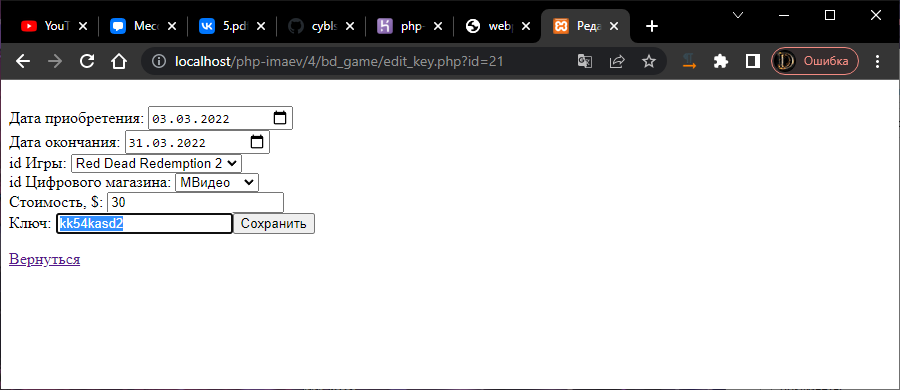 YouT
Месс
5.pdf
cybls
php-
webp
Реда
localhost/php-imaev/4/bd_game/edit_key.php?id=21
Ошибка
Дата приобретения: 03.03.2022
Дата окончания: 31.03.2022
id Игры: Red Dead Redemption 2
id Цифрового магазина: МВидео
Стоимость, $: 30
Ключ: kk54kasd2 Сохранить
Вернуться